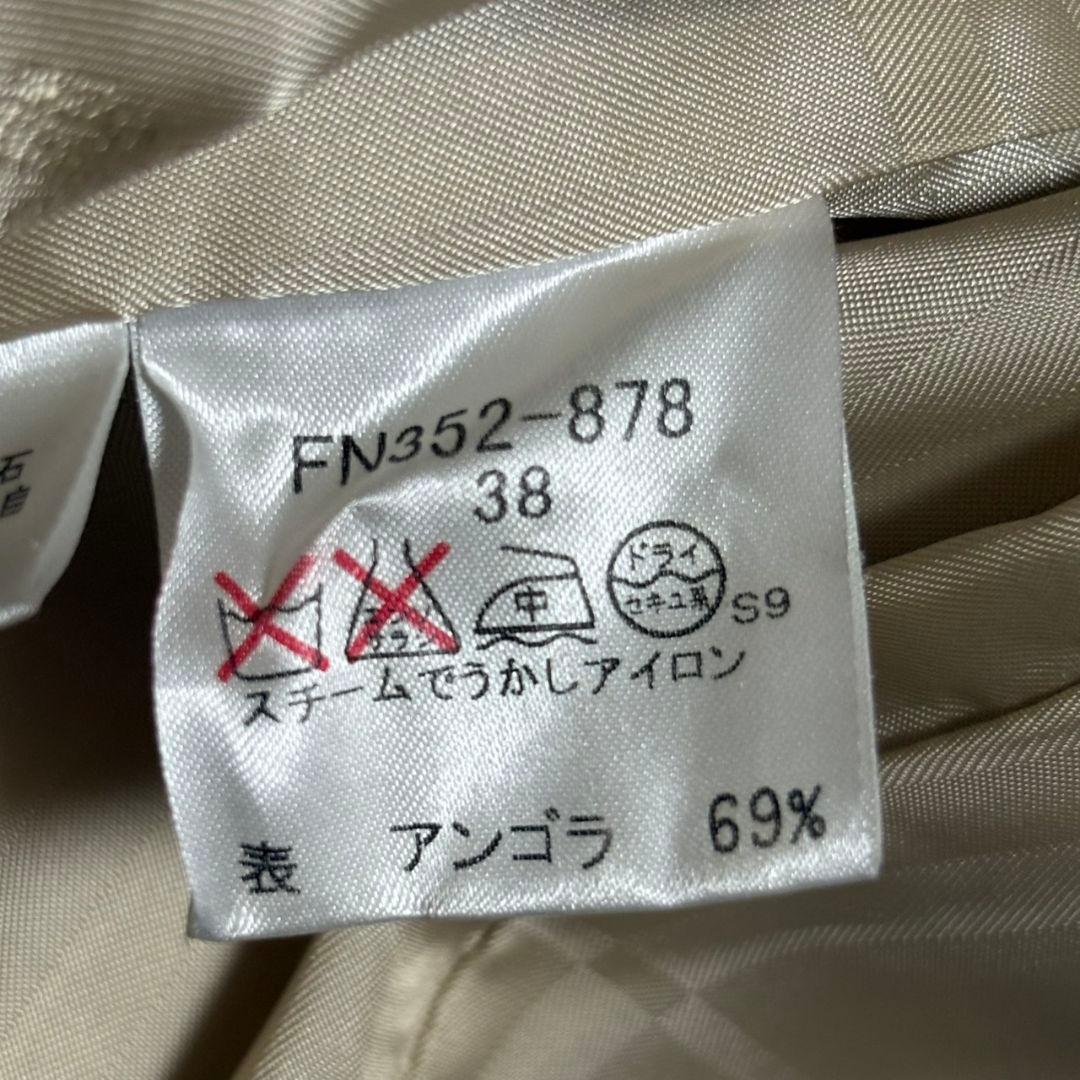 FN352-878
38
中 ドライ セキユ系 S9
スチームでうかしアイロン
表 アンゴラ 69%
石